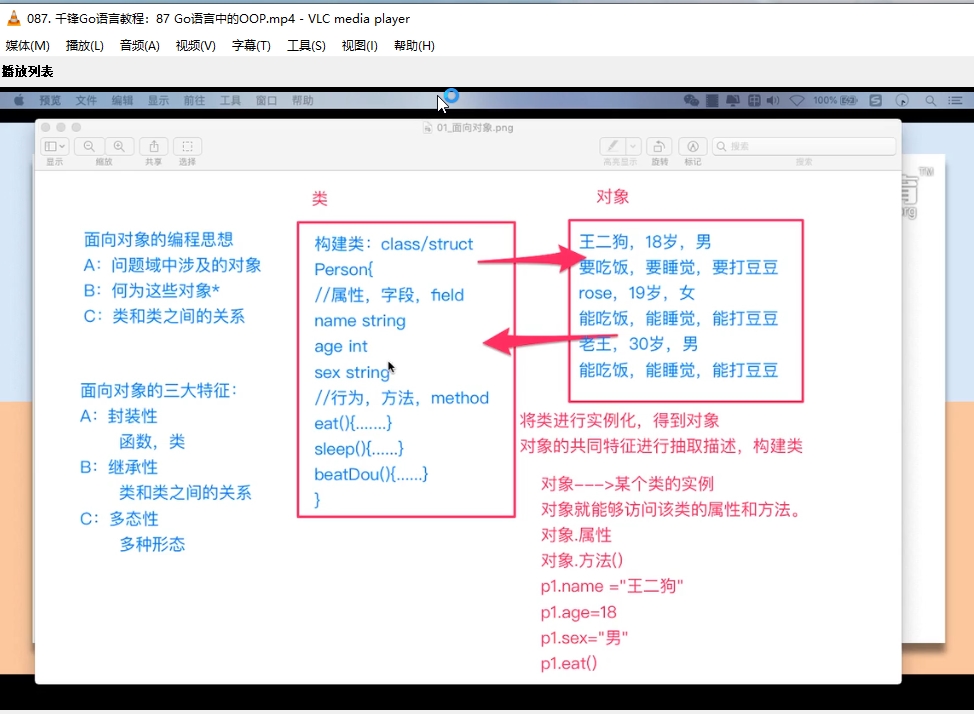 087. 千锋Go语言教程：87 Go语言中的OOP.mp4 - VLC media player
媒体(M) 播放(L) 音频(A) 视频(V) 字幕(T) 工具(S) 视图(I) 帮助(H)
播放列表
预览 文件 编辑 显示 前往 工具 窗口 帮助 100%
01_面向对象.png
搜索
显示 缩放 共享 选择 高亮显示 旋转 标记 搜索
类
对象
面向对象的编程思想
A：问题域中涉及的对象
B：何为这些对象*
C：类和类之间的关系
面向对象的三大特征：
A：封装性
函数，类
B：继承性
类和类之间的关系
C：多态性
多种形态
构建类：class/struct
Person{
//属性，字段，field
name string
age int
sex string
//行为，方法，method
eat(){.......}
sleep(){......}
beatDou(){......}
}
王二狗，18岁，男
要吃饭，要睡觉，要打豆豆
rose，19岁，女
能吃饭，能睡觉，能打豆豆
老王，30岁，男
能吃饭，能睡觉，能打豆豆
将类进行实例化，得到对象
对象的共同特征进行抽取描述，构建类
对象--->某个类的实例
对象就能够访问该类的属性和方法。
对象.属性
对象.方法()
p1.name ="王二狗"
p1.age=18
p1.sex="男"
p1.eat()
TM